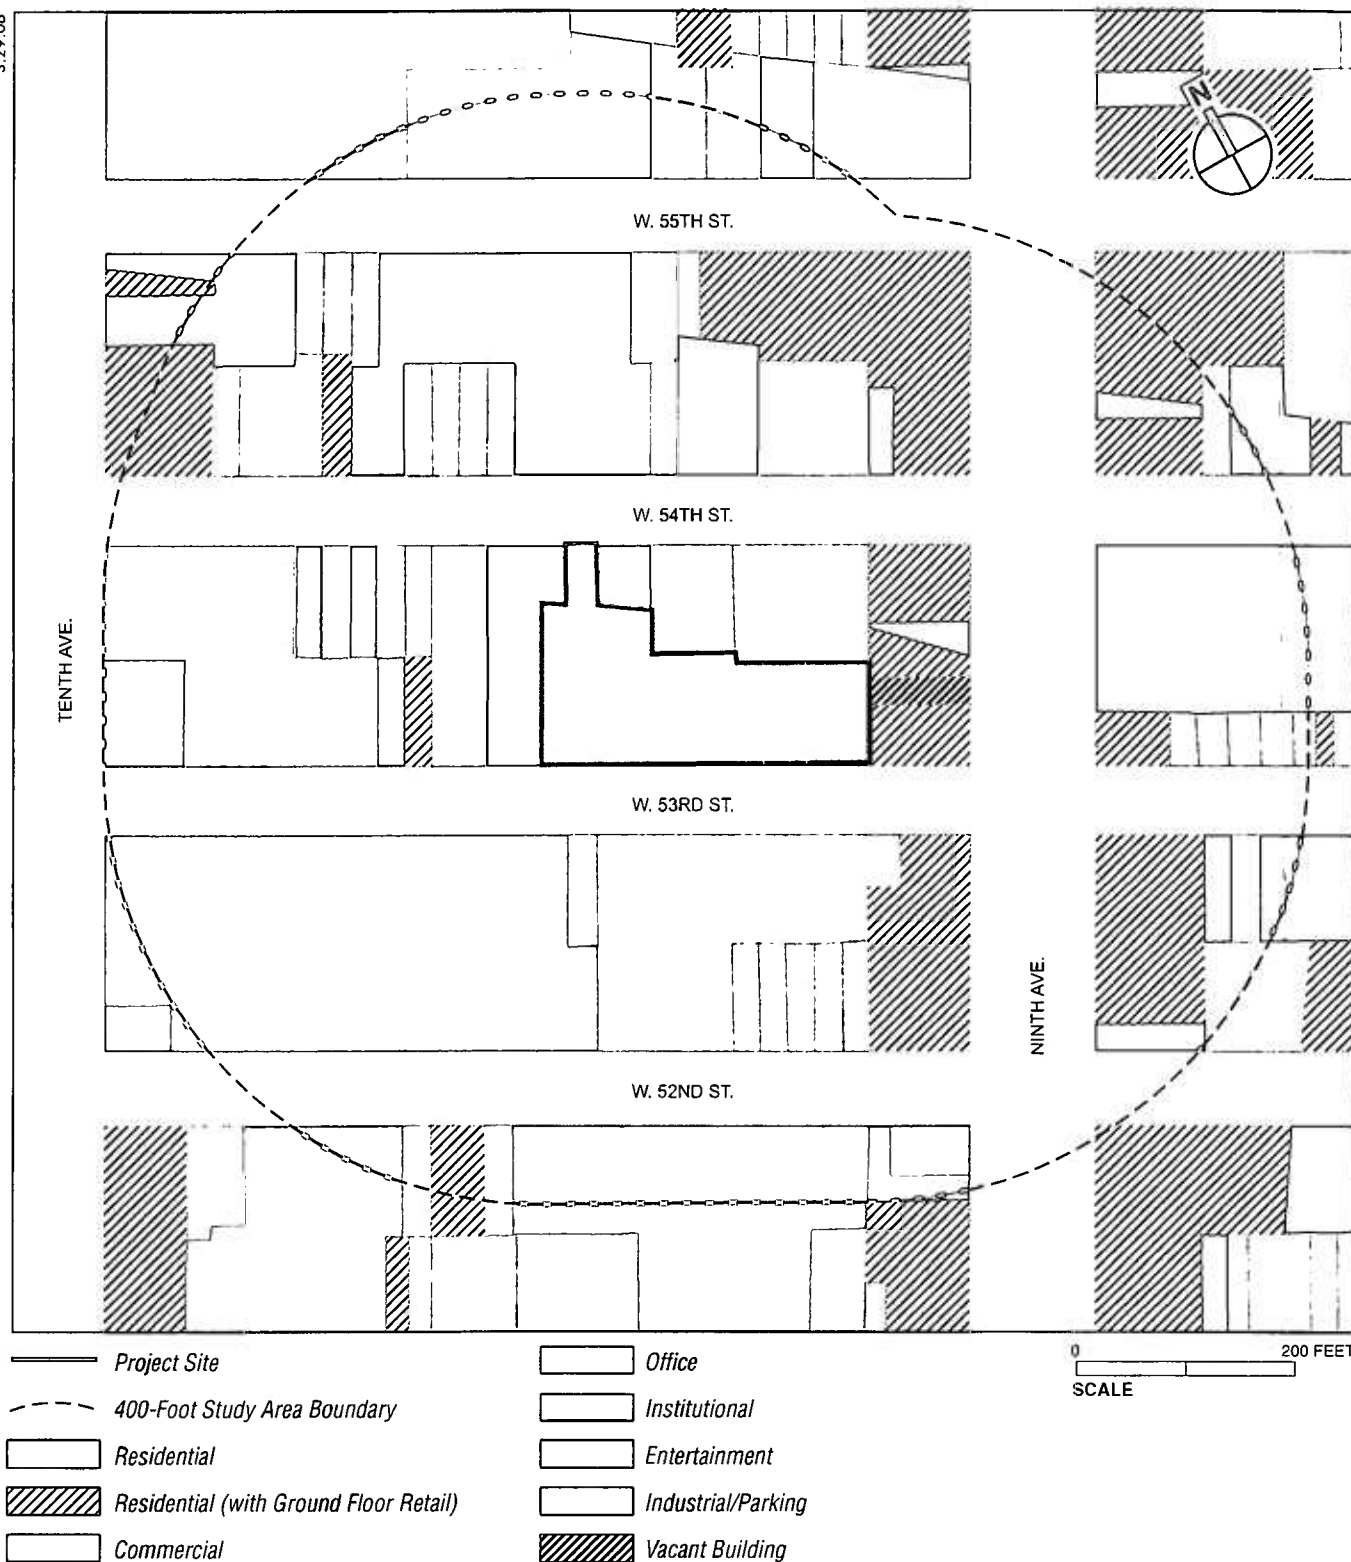 N
W. 55TH ST.
W. 54TH ST.
TENTH AVE.
W. 53RD ST.
NINTH AVE.
W. 52ND ST.
Project Site
400-Foot Study Area Boundary
Residential
Residential (with Ground Floor Retail)
Commercial
Office
Institutional
Entertainment
Industrial/Parking
Vacant Building
0 200 FEET
SCALE